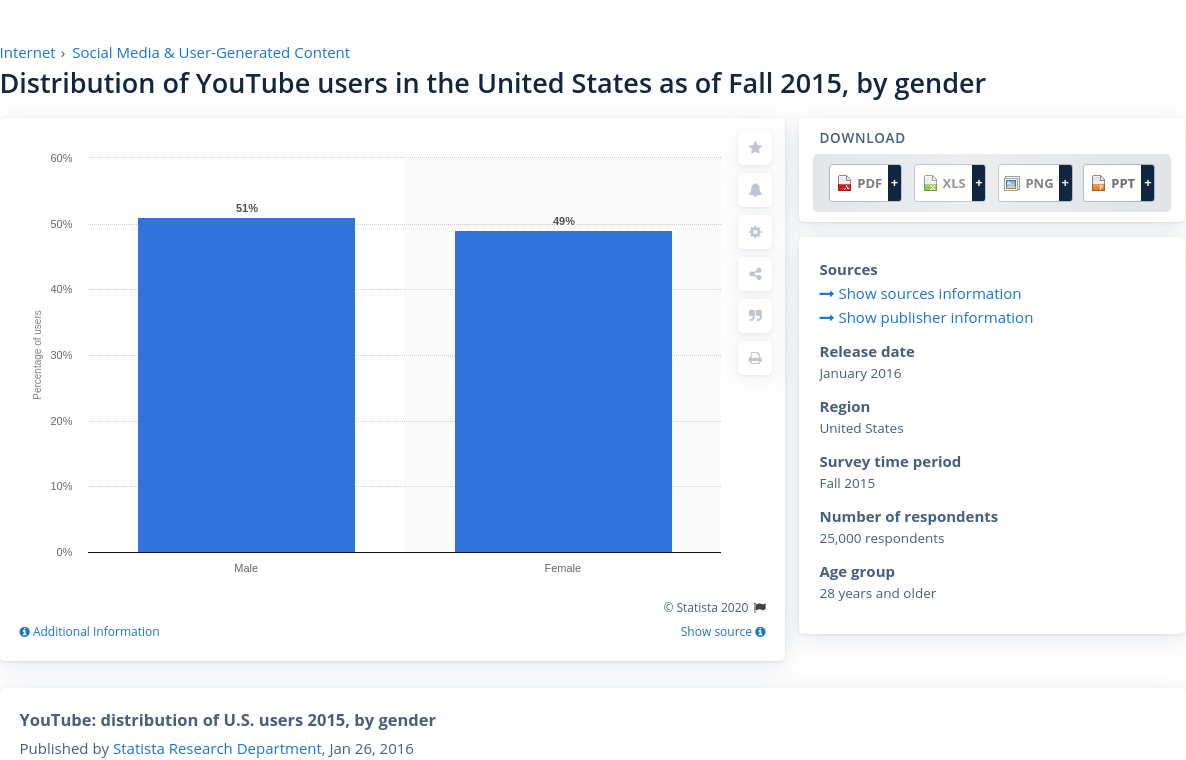 Internet › Social Media & User-Generated Content
Distribution of YouTube users in the United States as of Fall 2015, by gender
60%
50%
40%
30%
20%
10%
0%
Percentage of users
51%
49%
Male
Female
© Statista 2020
Additional Information
Show source
DOWNLOAD
PDF +
XLS +
PNG +
PPT +
Sources
Show sources information
Show publisher information
Release date
January 2016
Region
United States
Survey time period
Fall 2015
Number of respondents
25,000 respondents
Age group
28 years and older
YouTube: distribution of U.S. users 2015, by gender
Published by Statista Research Department, Jan 26, 2016